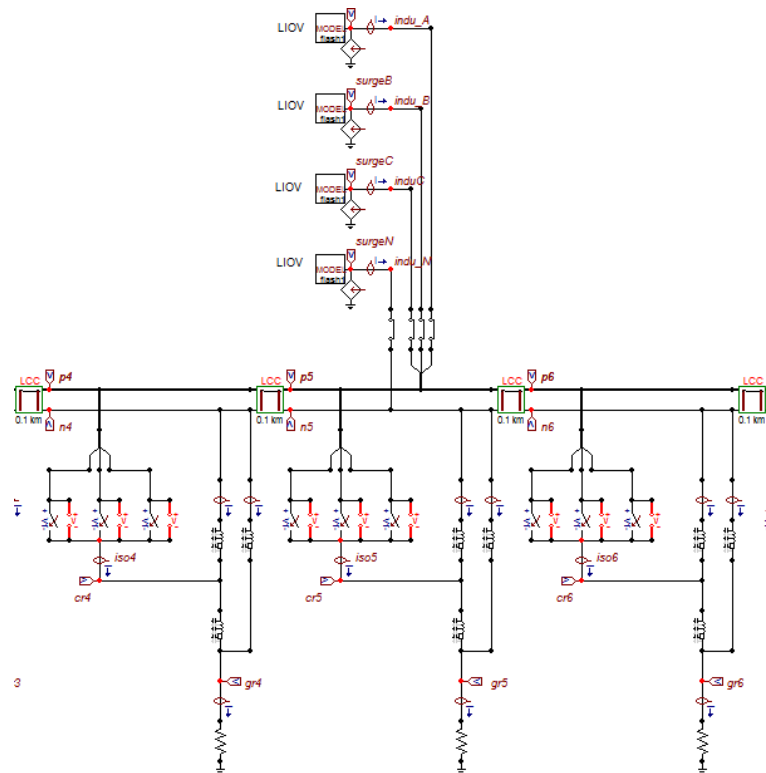 LIOV
MODEL
flash1
V
I
indu_A
surgeB
LIOV
MODEL
flash1
V
I
indu_B
surgeC
LIOV
MODEL
flash1
V
I
induC
surgeN
LIOV
MODEL
flash1
V
I
indu_N
LCC
V
p4
LCC
V
p5
LCC
V
p6
LCC
0.1 km
n4
0.1 km
n5
0.1 km
n6
0.1 km
iso4
iso5
iso6
cr4
cr5
cr6
3
gr4
gr5
gr6